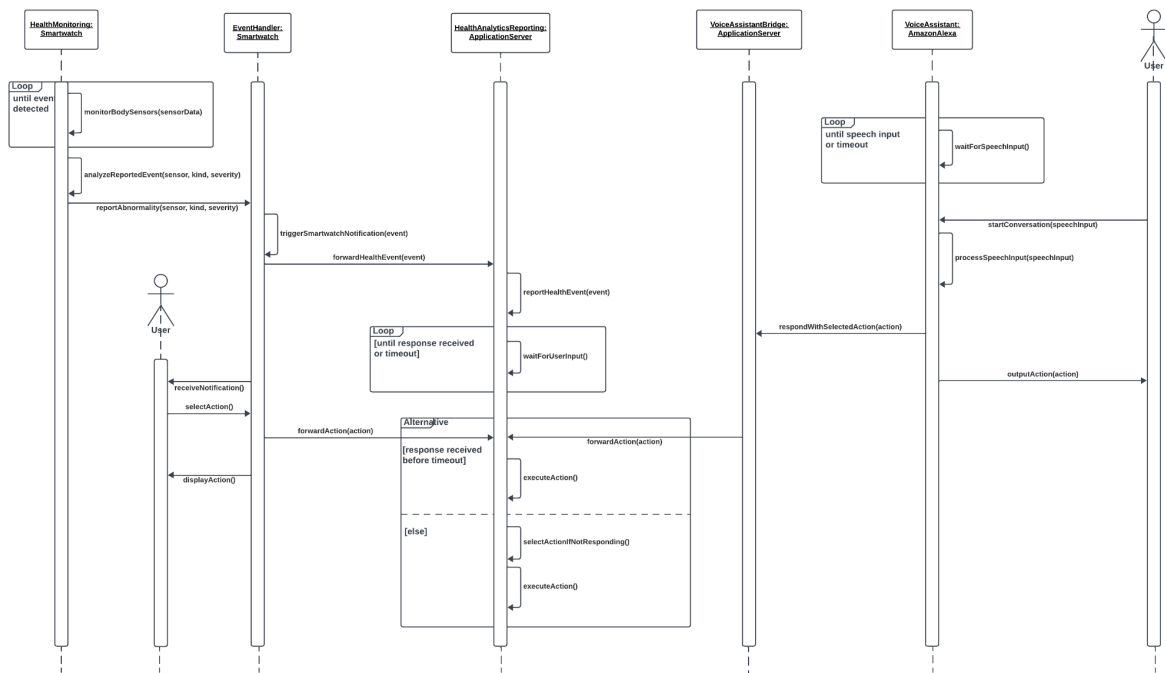 HealthMonitoring:
Smartwatch
EventHandler:
Smartwatch
HealthAnalyticsReporting:
ApplicationServer
VoiceAssistantBridge:
ApplicationServer
VoiceAssistant:
AmazonAlexa
User
Loop
until even
detected
monitorBodySensors(sensorData)
Loop
until speech input
or timeout
waitForSpeechInput()
analyzeReportedEvent(sensor, kind, severity)
reportAbnormality(sensor, kind, severity)
startConversation(speechInput)
triggerSmartwatchNotification(event)
processSpeechInput(speechInput)
forwardHealthEvent(event)
reportHealthEvent(event)
User
Loop
[until response received
or timeout]
waitForUserInput()
respondWithSelectedAction(action)
receiveNotification()
outputAction(action)
selectAction()
Alternative
forwardAction(action)
forwardAction(action)
[response received
before timeout]
executeAction()
displayAction()
[else]
selectActionIfNotResponding()
executeAction()